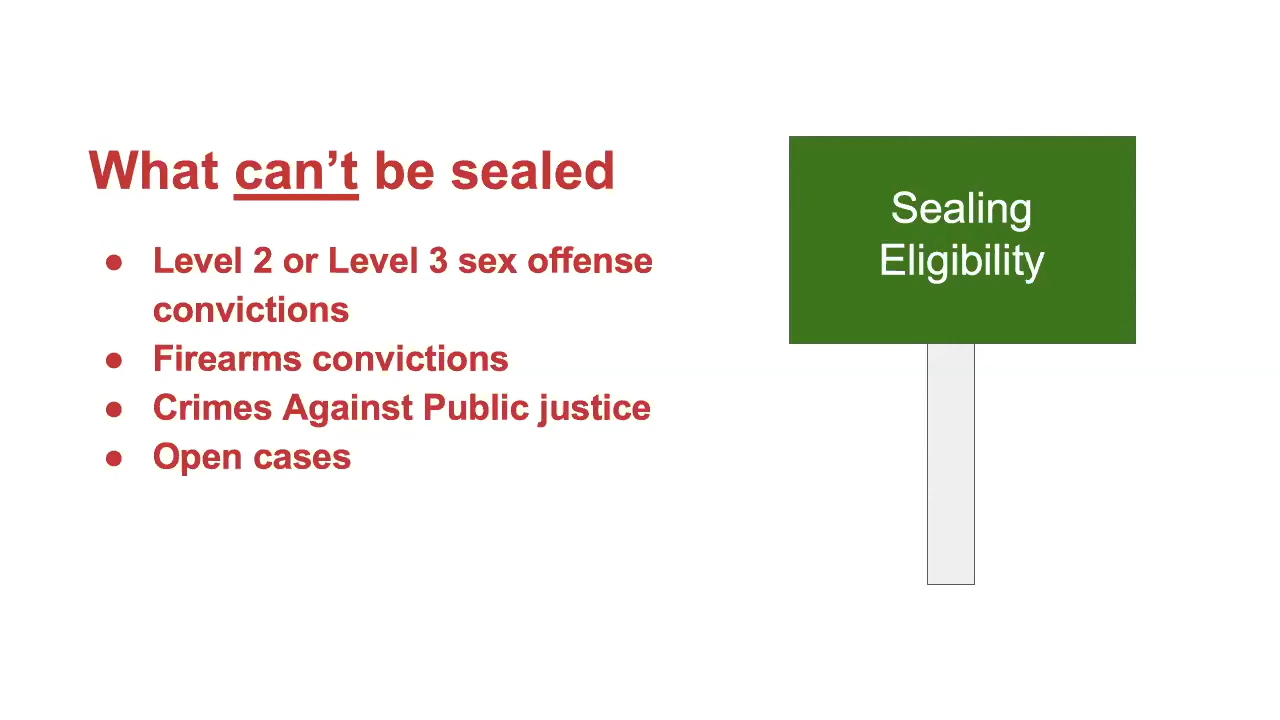 What can’t be sealed
● Level 2 or Level 3 sex offense
convictions
● Firearms convictions
● Crimes Against Public justice
● Open cases
Sealing
Eligibility